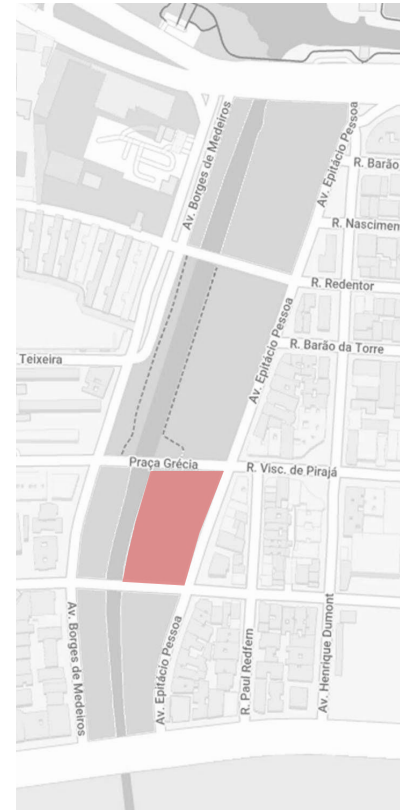 Av. Borges de Medeiros
Av. Epitácio Pessoa
R. Barão
R. Nascimen
R. Redentor
Av. Epitácio Pessoa
R. Barão da Torre
Teixeira
Praça Grécia
R. Visc. de Pirajá
Av. Borges de Medeiros
Av. Epitácio Pessoa
R. Paul Redfern
Av. Henrique Dumont